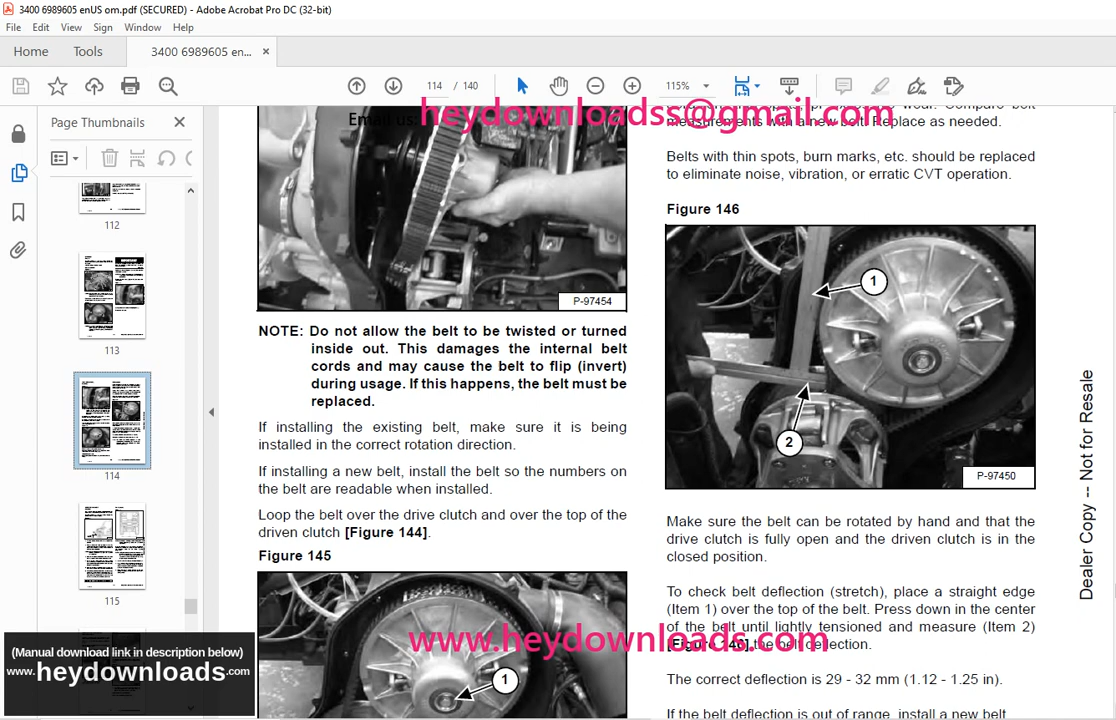 3400 6989605 enUS om.pdf (SECURED) - Adobe Acrobat Pro DC (32-bit)
File Edit View Sign Window Help
Home Tools 3400 6989605 en... ×
114 / 140 115%
Page Thumbnails
112
113
114
115
Email us: heydownloadss@gmail.com
P-97454
NOTE: Do not allow the belt to be twisted or turned
inside out. This damages the internal belt
cords and may cause the belt to flip (invert)
during usage. If this happens, the belt must be
replaced.
If installing the existing belt, make sure it is being
installed in the correct rotation direction.
If installing a new belt, install the belt so the numbers on
the belt are readable when installed.
Loop the belt over the drive clutch and over the top of the
driven clutch [Figure 144].
Figure 145
1
measurements with a new belt. Replace as needed.
Belts with thin spots, burn marks, etc. should be replaced
to eliminate noise, vibration, or erratic CVT operation.
Figure 146
1
2
P-97450
Make sure the belt can be rotated by hand and that the
drive clutch is fully open and the driven clutch is in the
closed position.
To check belt deflection (stretch), place a straight edge
(Item 1) over the top of the belt. Press down in the center
of the belt until lightly tensioned and measure (Item 2)
[Figure 146] the belt deflection.
The correct deflection is 29 - 32 mm (1.12 - 1.25 in).
If the belt deflection is out of range, install a new belt
Dealer Copy -- Not for Resale
www.heydownloads.com
(Manual download link in description below)
www.heydownloads.com